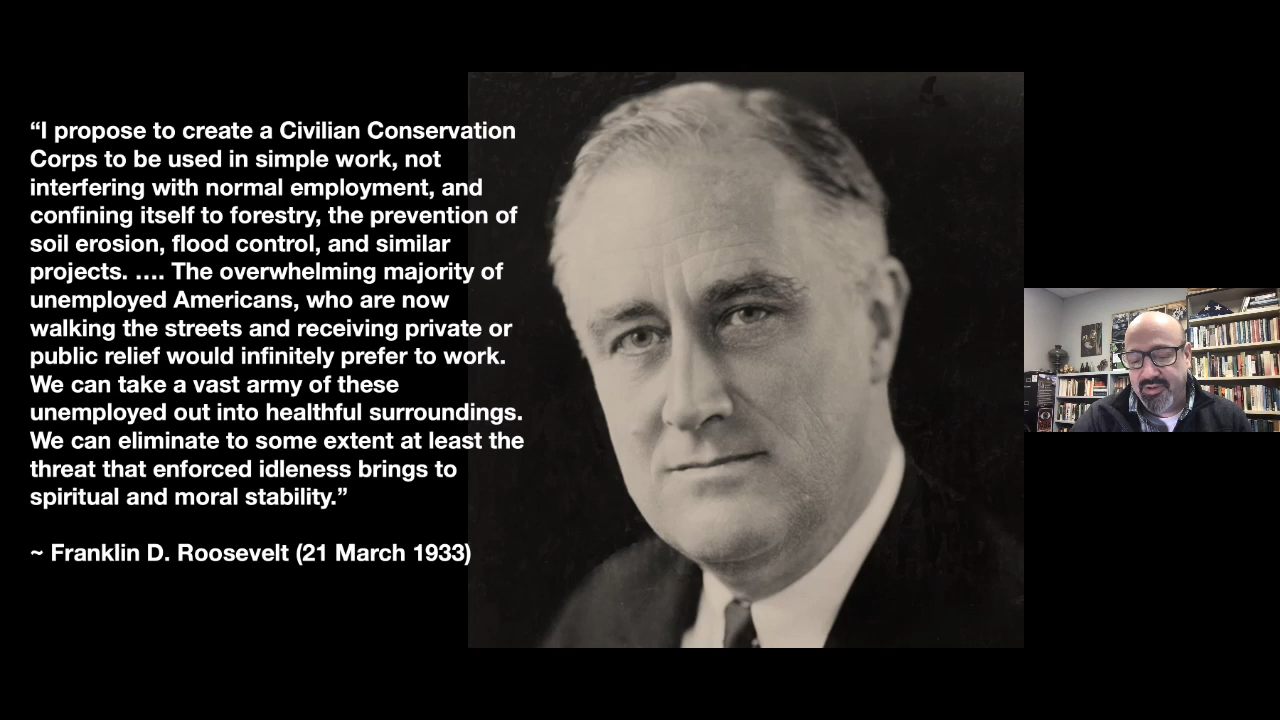 “I propose to create a Civilian Conservation
Corps to be used in simple work, not
interfering with normal employment, and
confining itself to forestry, the prevention of
soil erosion, flood control, and similar
projects. …. The overwhelming majority of
unemployed Americans, who are now
walking the streets and receiving private or
public relief would infinitely prefer to work.
We can take a vast army of these
unemployed out into healthful surroundings.
We can eliminate to some extent at least the
threat that enforced idleness brings to
spiritual and moral stability.”
~ Franklin D. Roosevelt (21 March 1933)